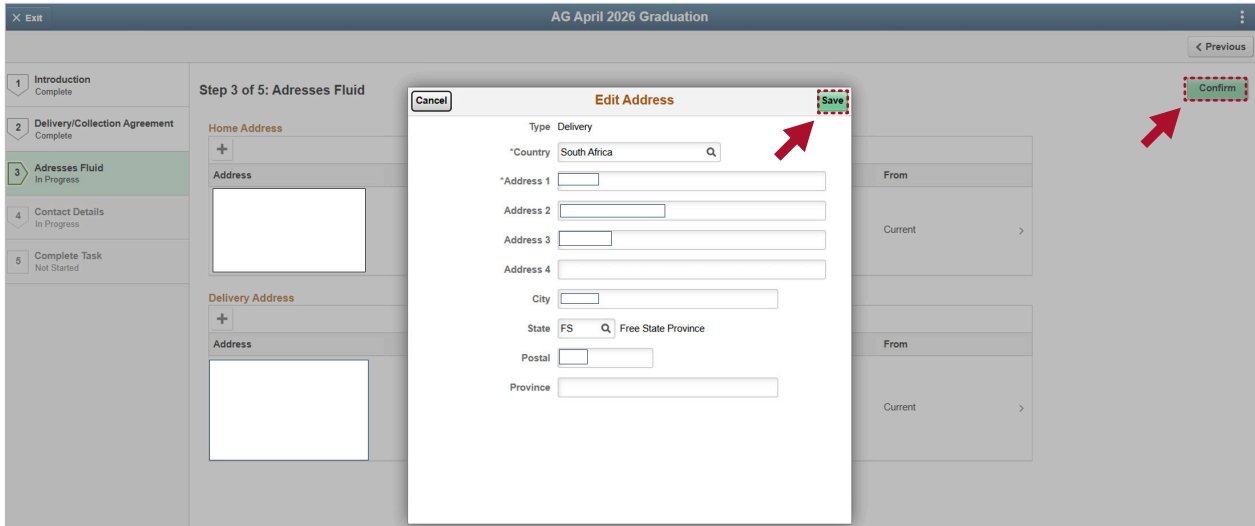 × Exit
AG April 2026 Graduation
Previous
1 Introduction
Complete
2 Delivery/Collection Agreement
Complete
3 Adresses Fluid
In Progress
4 Contact Details
In Progress
5 Complete Task
Not Started
Step 3 of 5: Adresses Fluid
Confirm
Home Address
+
Address
From
Current
Delivery Address
+
Address
From
Current
Cancel
Edit Address
Save
Type Delivery
*Country South Africa
*Address 1
Address 2
Address 3
Address 4
City
State FS Free State Province
Postal
Province